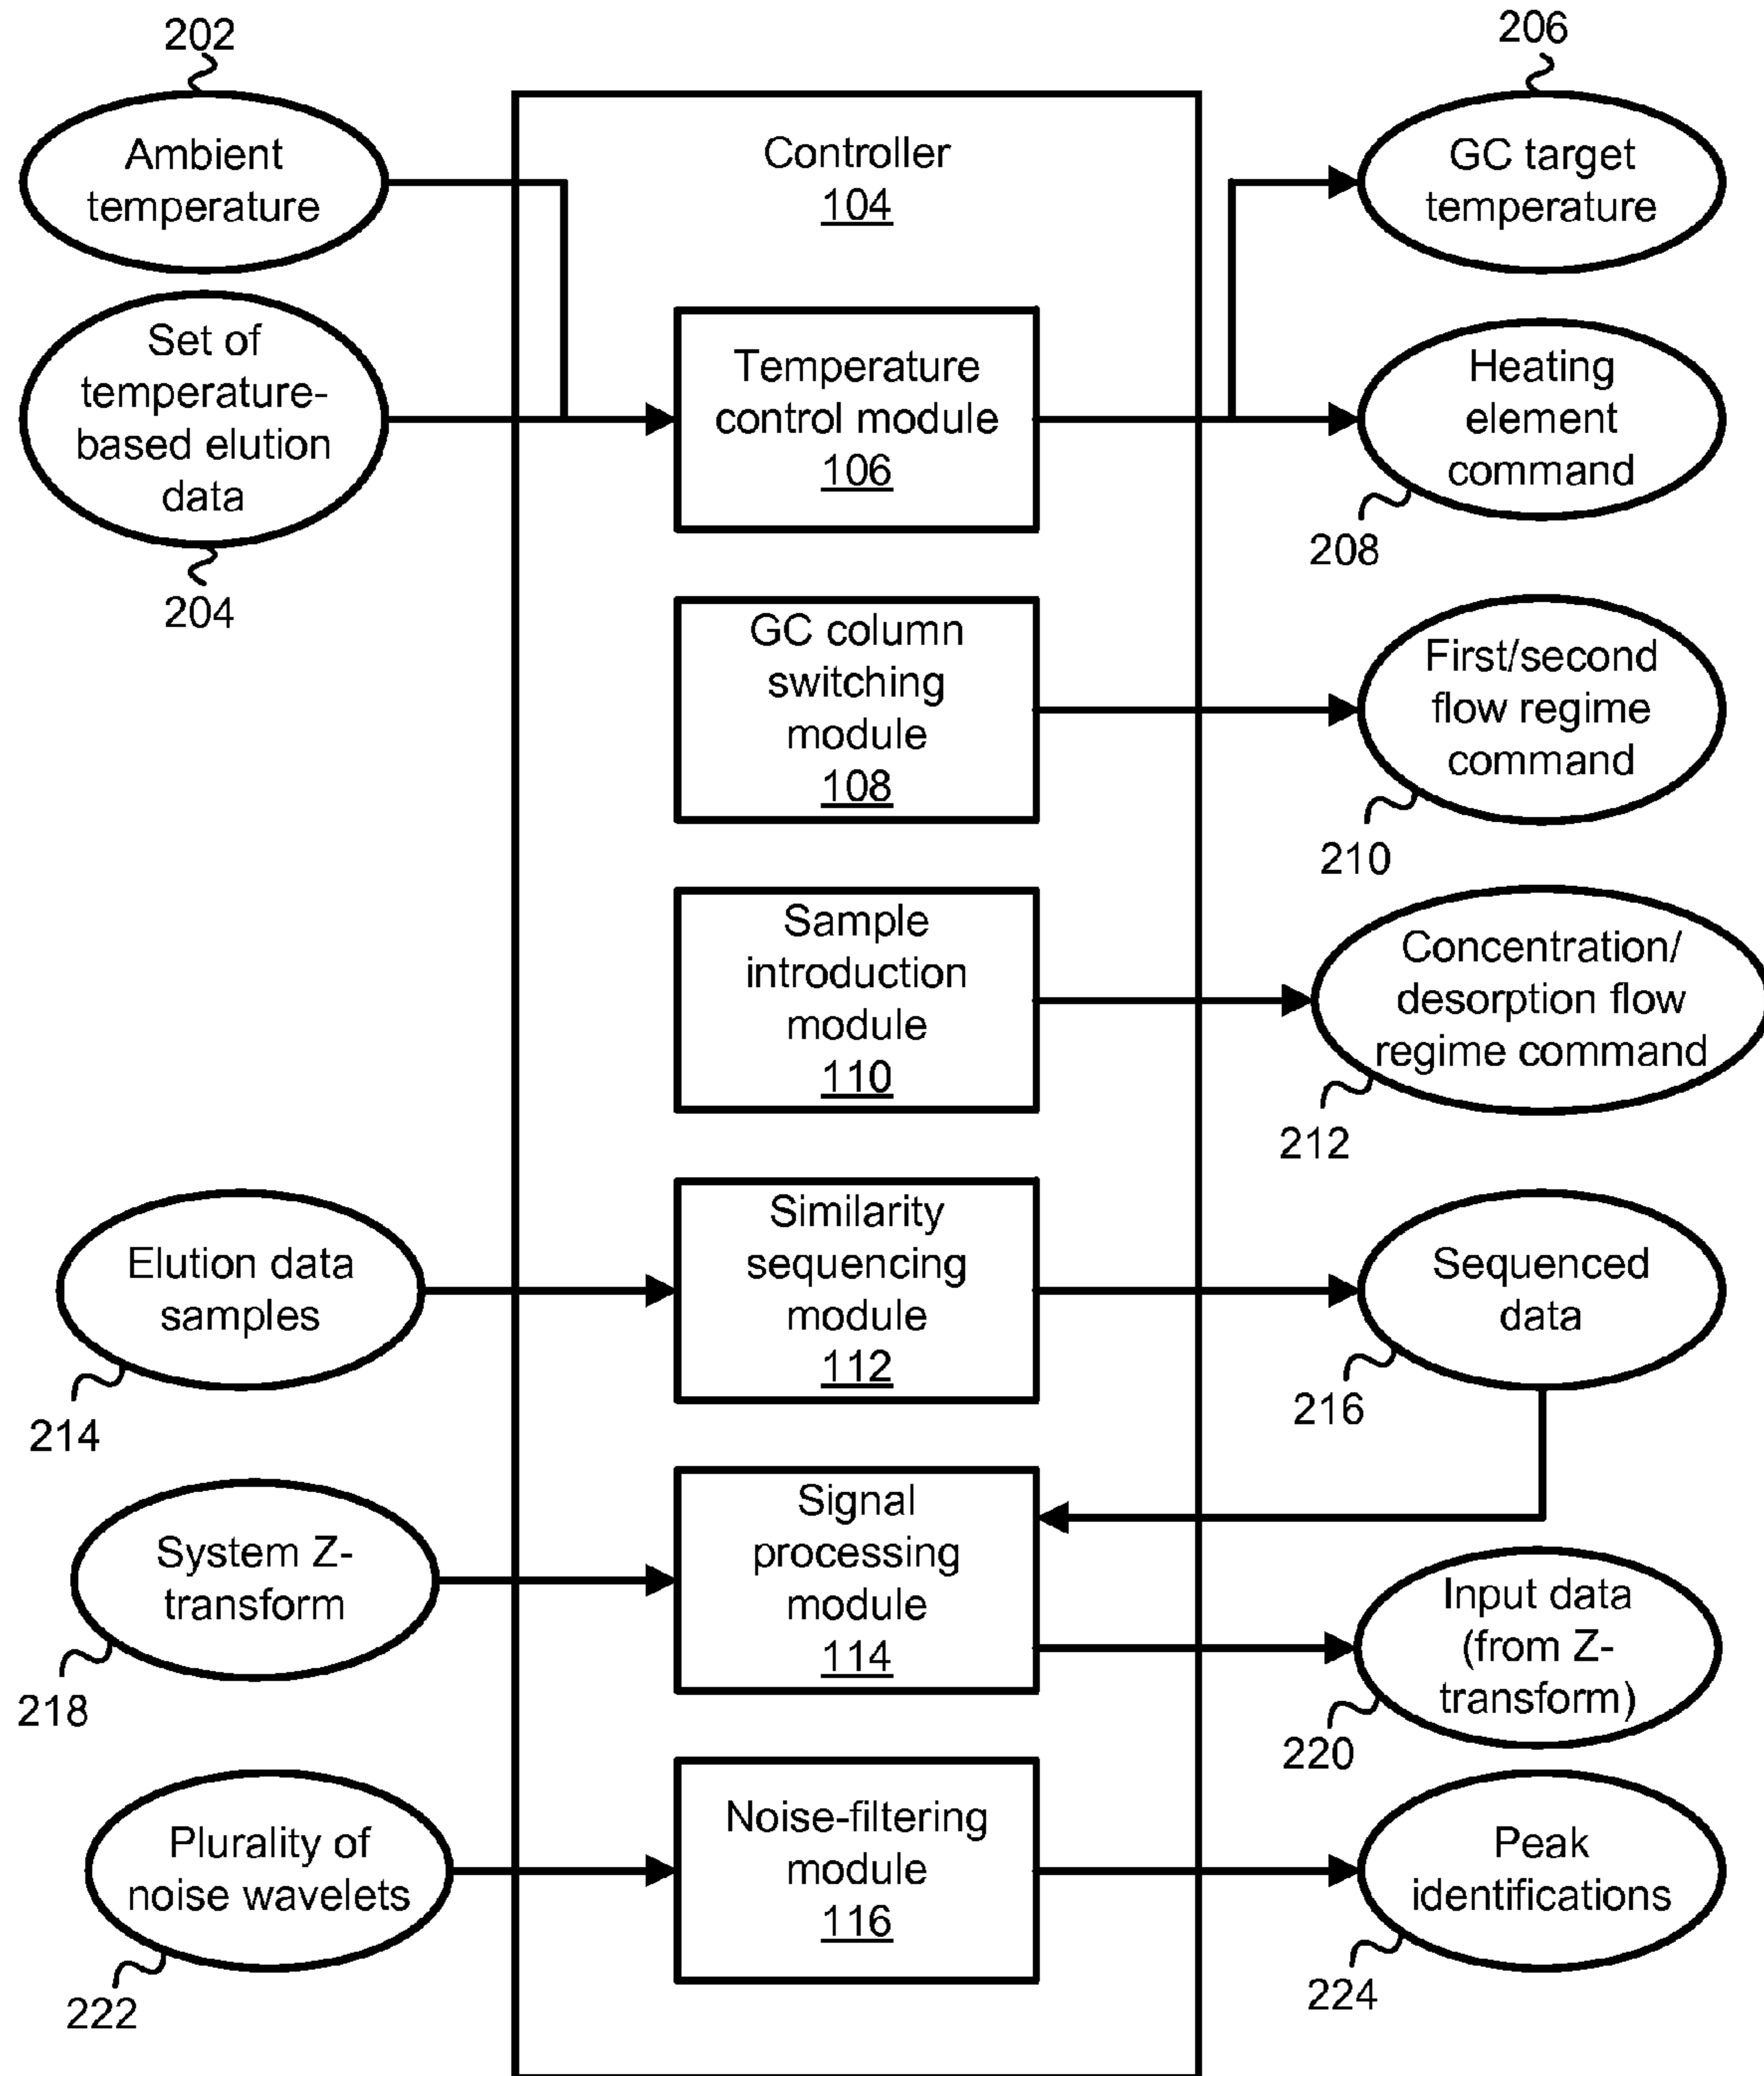 202
206
Ambient
temperature
Controller
104
GC target
temperature
Set of
temperature-
based elution
data
204
Temperature
control module
106
Heating
element
command
208
GC column
switching
module
108
First/second
flow regime
command
210
Sample
introduction
module
110
Concentration/
desorption flow
regime command
212
Elution data
samples
214
Similarity
sequencing
module
112
Sequenced
data
216
System Z-
transform
218
Signal
processing
module
114
Input data
(from Z-
transform)
220
Plurality of
noise wavelets
222
Noise-filtering
module
116
Peak
identifications
224